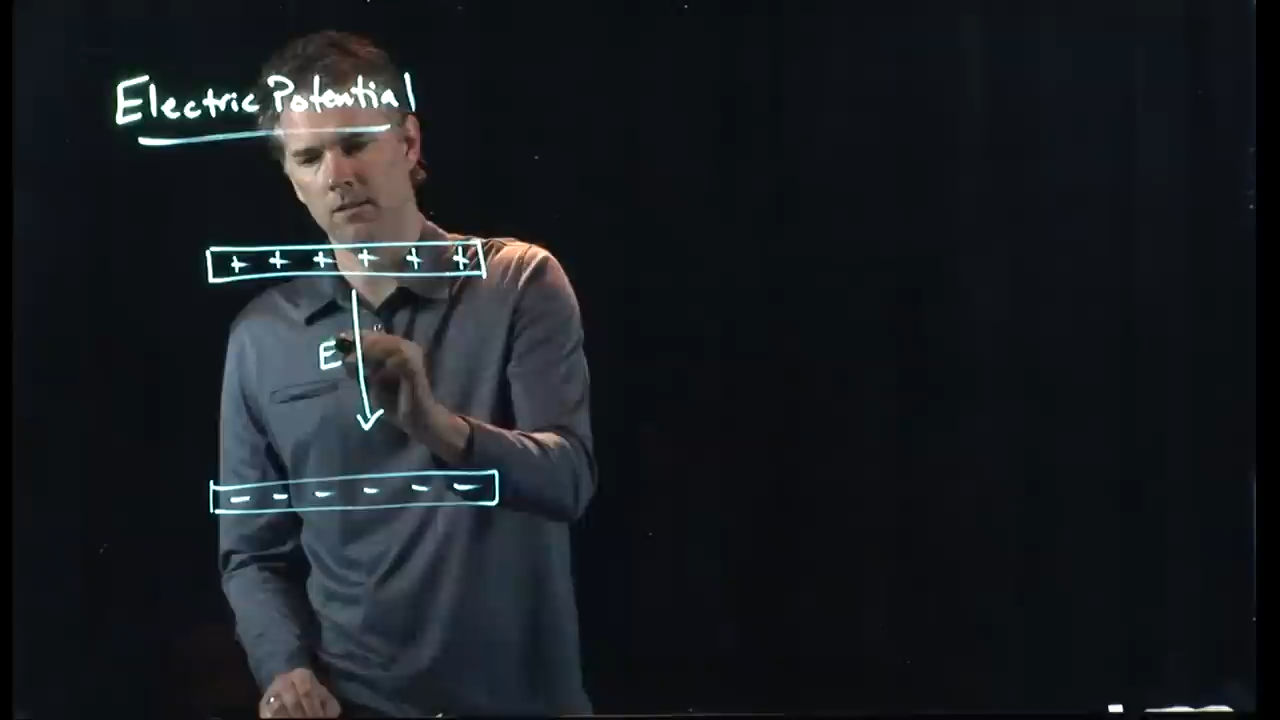 Electric Potential
+ + + + + +
E
- - - - - -